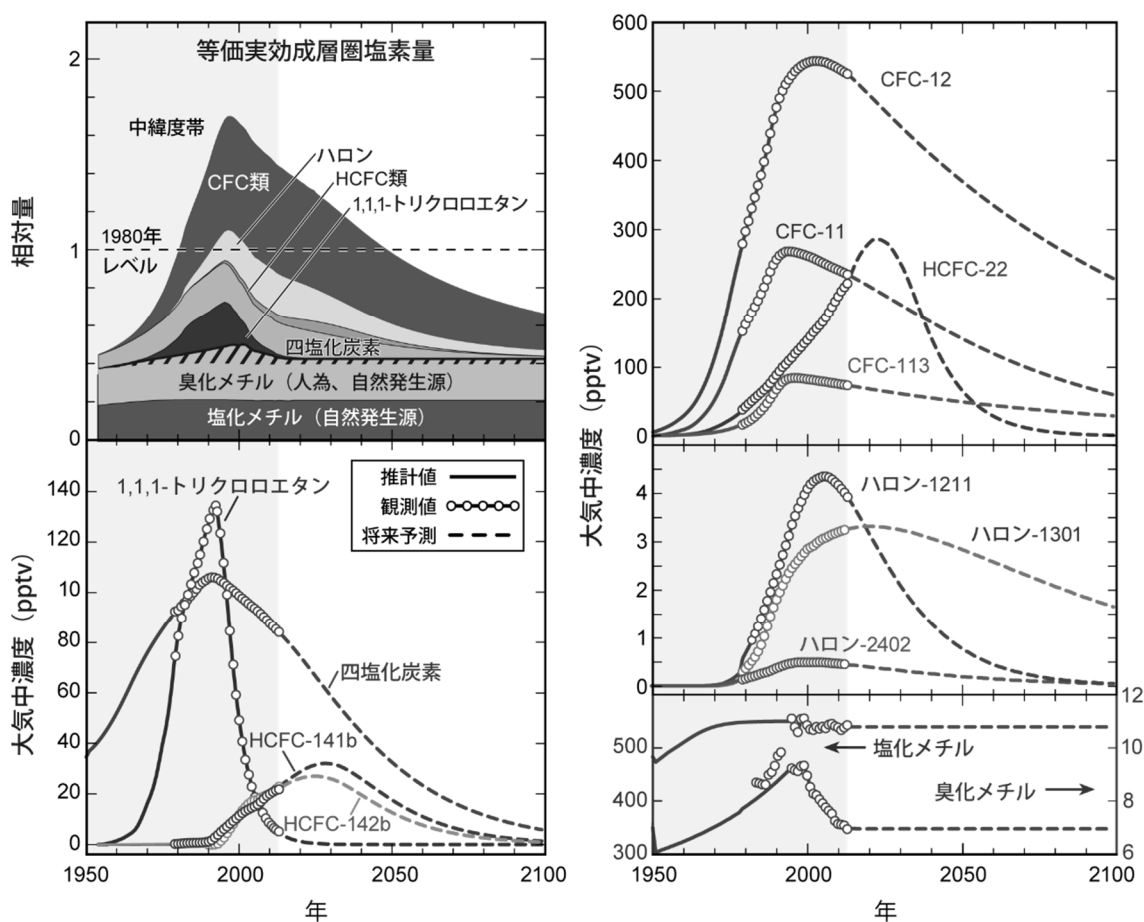 等価実効成層圏塩素量
2
1
0
相対量
中緯度帯
CFC類
ハロン
HCFC類
1,1,1-トリクロロエタン
1980年
レベル
四塩化炭素
臭化メチル（人為、自然発生源）
塩化メチル（自然発生源）
大気中濃度（pptv）
140
120
10
80
60
40
20
0
1,1,1-トリクロロエタン
推計値
観測値
将来予測
四塩化炭素
HCFC-141b
HCFC-142b
1950
2000
2050
2100
年
大気中濃度（pptv）
600
500
400
300
200
100
0
CFC-12
CFC-11
HCFC-22
CFC-113
4
3
2
1
0
ハロン-1211
ハロン-1301
ハロン-2402
500
400
300
12
10
8
6
塩化メチル
臭化メチル
1950
2000
2050
2100
年